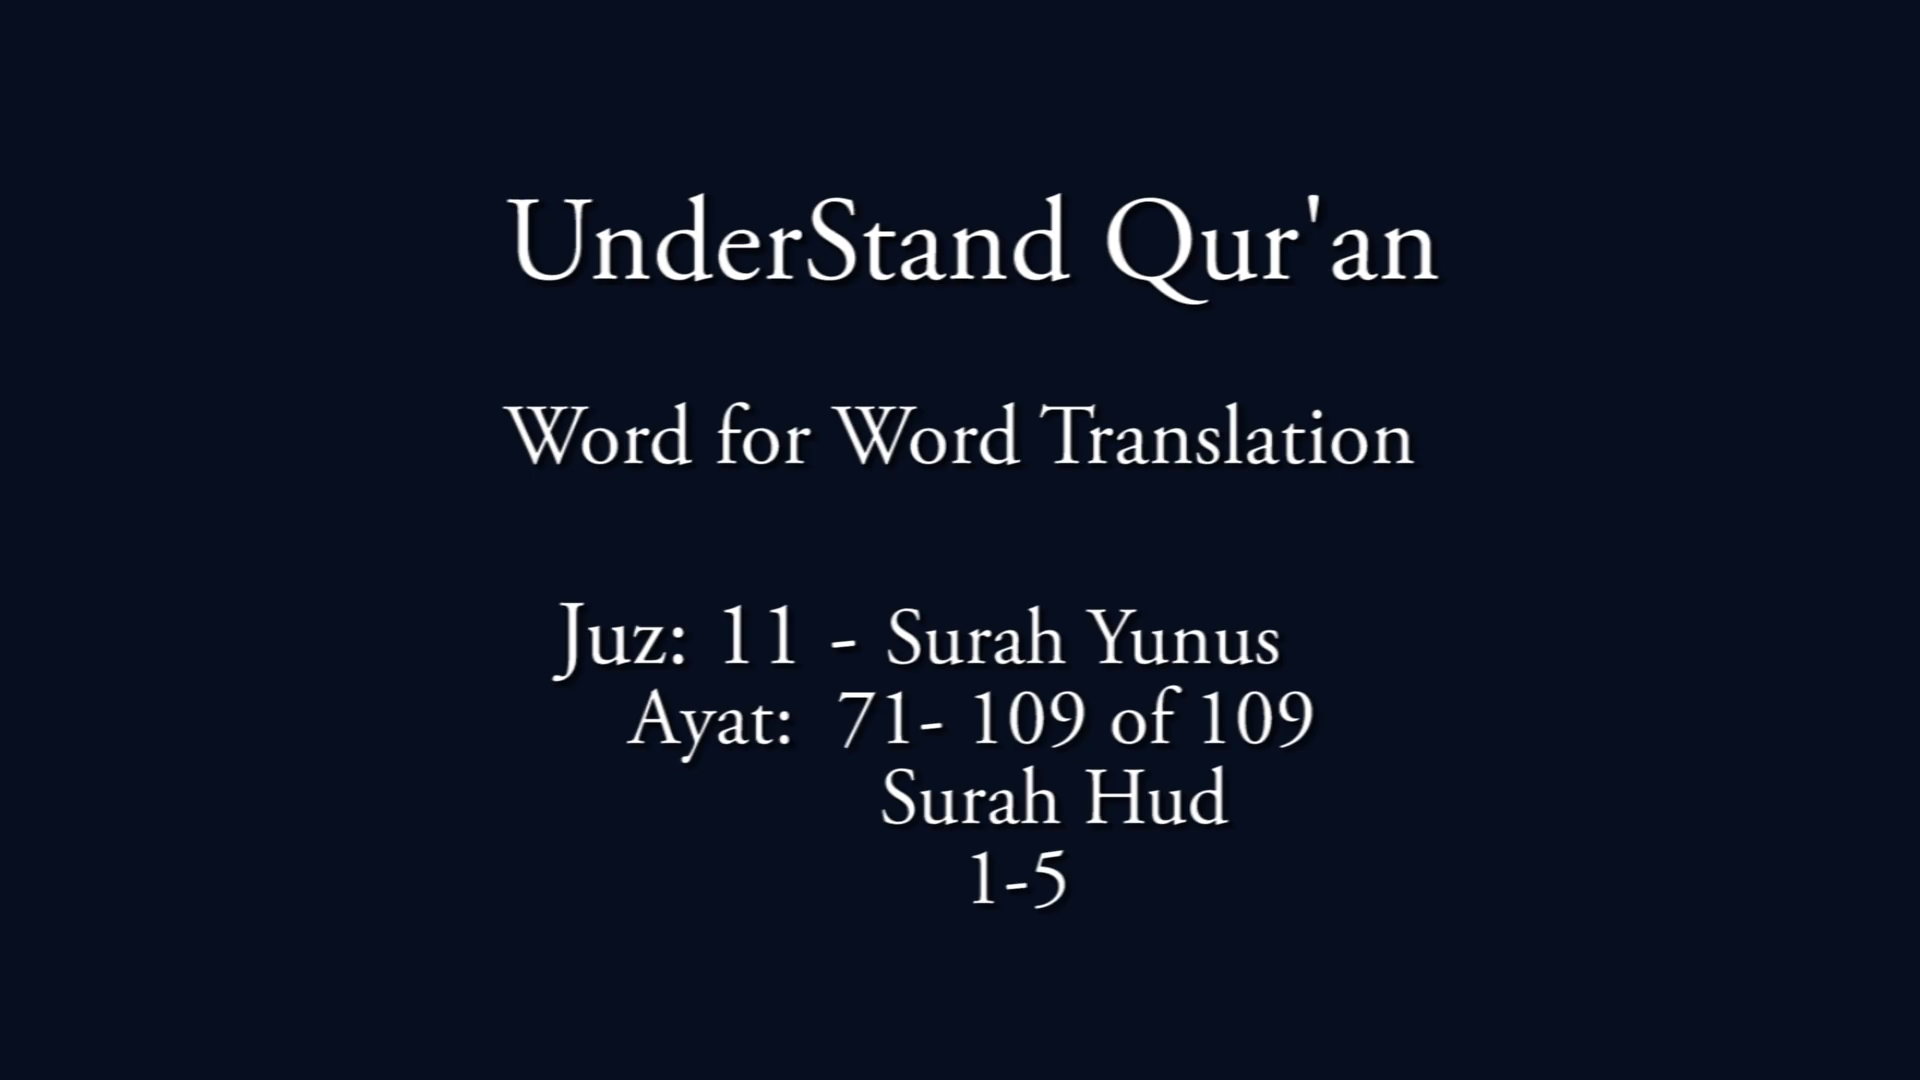 UnderStand Qur'an
Word for Word Translation
Juz: 11 - Surah Yunus
Ayat: 71- 109 of 109
Surah Hud
1-5